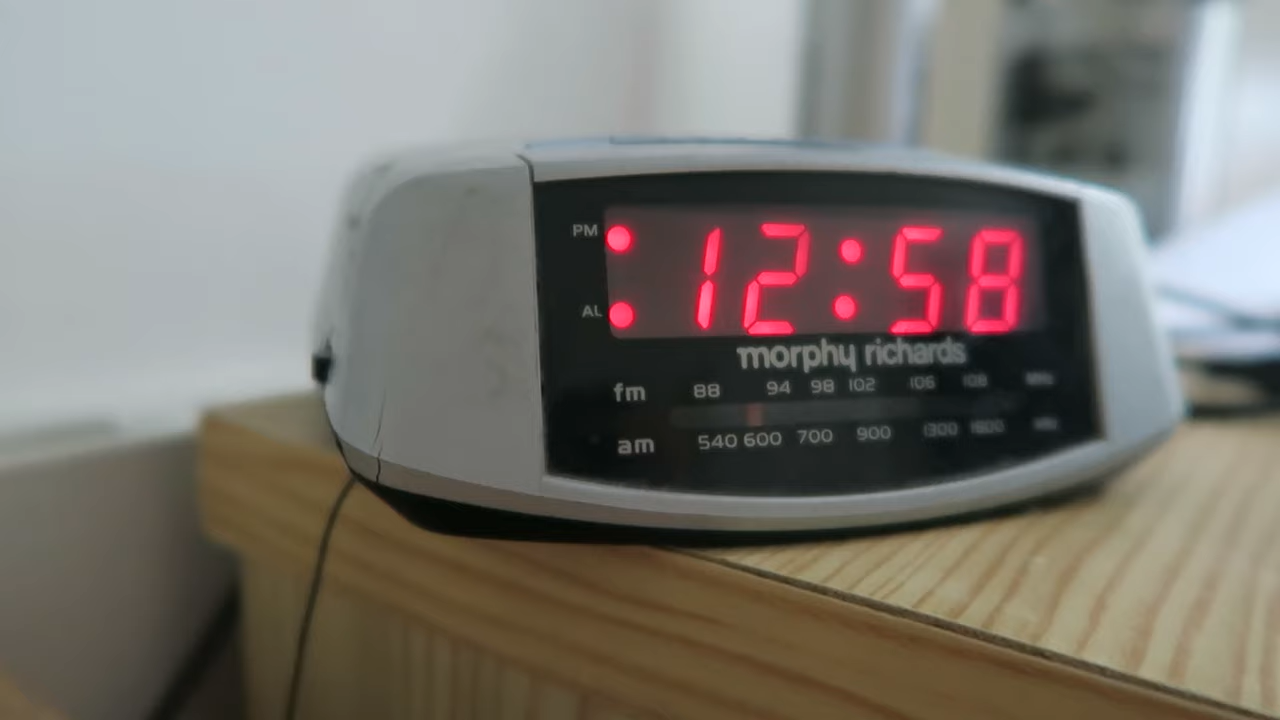 PM 12:58
AL
morphy richards
fm 88 94 98 102 106 108 MHz
am 540 600 700 900 1300 1600